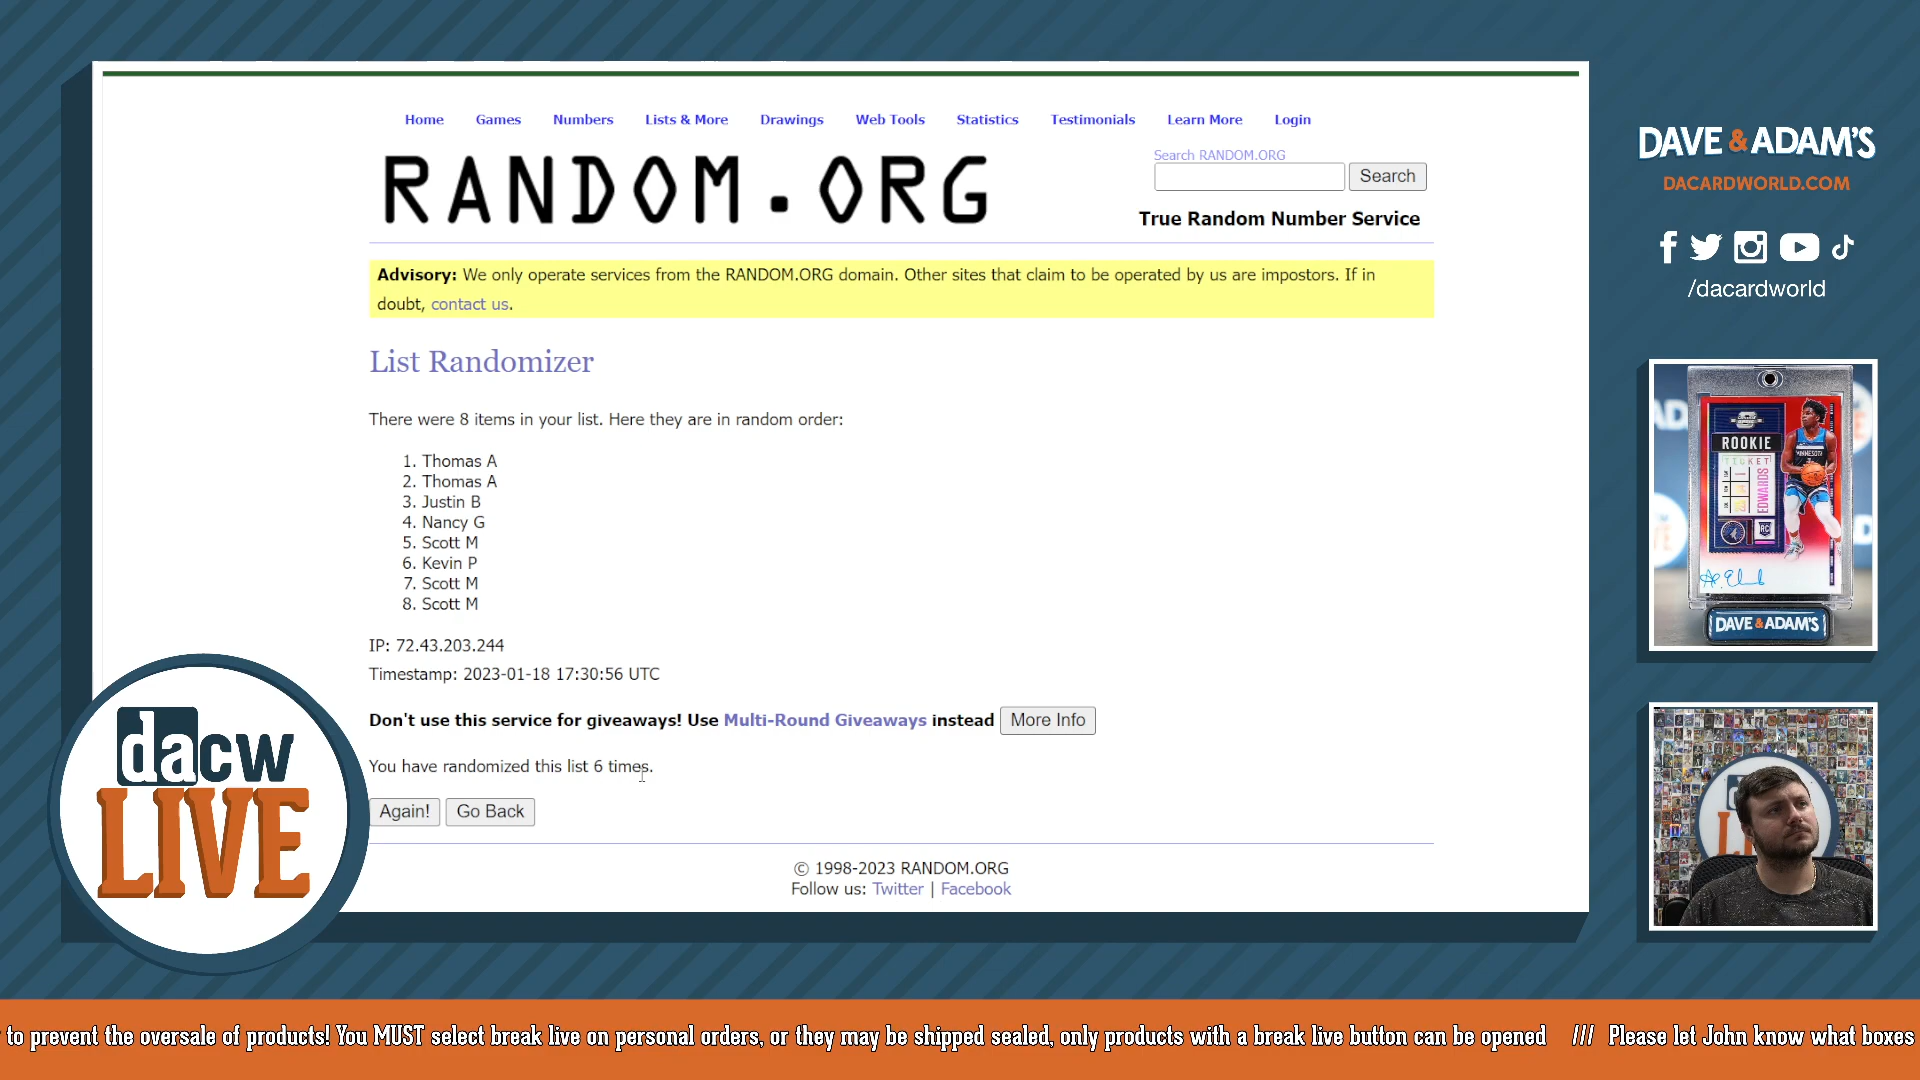 Home Games Numbers Lists & More Drawings Web Tools Statistics Testimonials Learn More Login
RANDOM.ORG
Search RANDOM.ORG
Search
True Random Number Service
Advisory: We only operate services from the RANDOM.ORG domain. Other sites that claim to be operated by us are impostors. If in
doubt, contact us.
List Randomizer
There were 8 items in your list. Here they are in random order:
1. Thomas A
2. Thomas A
3. Justin B
4. Nancy G
5. Scott M
6. Kevin P
7. Scott M
8. Scott M
IP: 72.43.203.244
Timestamp: 2023-01-18 17:30:56 UTC
Don't use this service for giveaways! Use Multi-Round Giveaways instead More Info
You have randomized this list 6 times.
Again! Go Back
© 1998-2023 RANDOM.ORG
Follow us: Twitter | Facebook
dacw
LIVE
DAVE & ADAM'S
DACARDWORLD.COM
/dacardworld
ROOKIE
TICKET
EDWARDS
MINNESOTA
RC
DAVE & ADAM'S
to prevent the oversale of products! You MUST select break live on personal orders, or they may be shipped sealed, only products with a break live button can be opened /// Please let John know what boxes